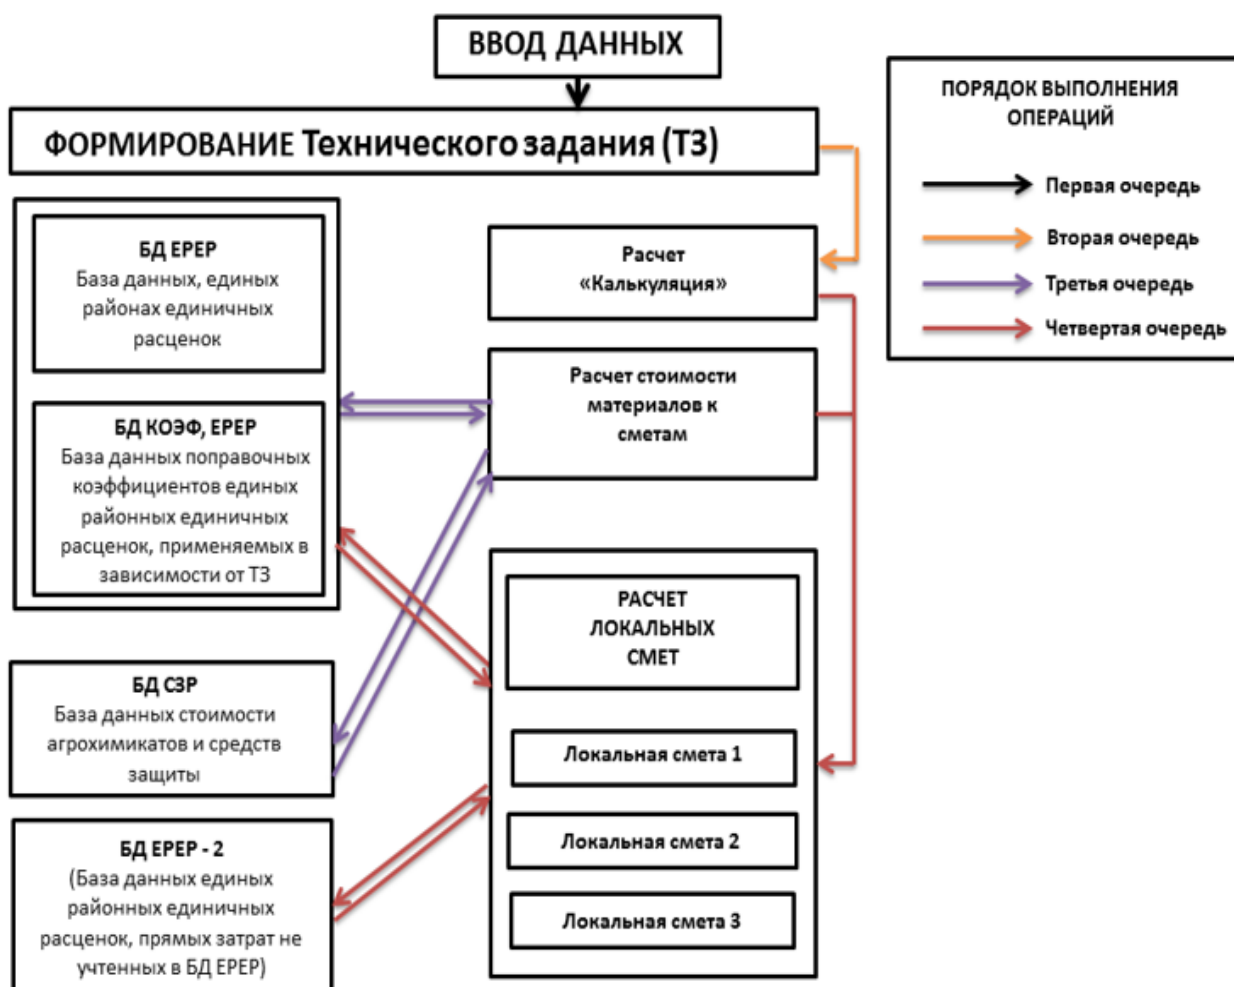 ВВОД ДАННЫХ
ФОРМИРОВАНИЕ Технического задания (ТЗ)
БД ЕРЕР
База данных, единых
районах единичных
расценок
БД КОЭФ, ЕРЕР
База данных поправочных
коэффициентов единых
районных единичных
расценок, применяемых в
зависимости от ТЗ
БД СЗР
База данных стоимости
агрохимикатов и средств
защиты
БД ЕРЕР - 2
(База данных единых
районных единичных
расценок, прямых затрат не
учтенных в БД ЕРЕР)
Расчет
«Калькуляция»
Расчет стоимости
материалов к
сметам
РАСЧЕТ
ЛОКАЛЬНЫХ
СМЕТ
Локальная смета 1
Локальная смета 2
Локальная смета 3
ПОРЯДОК ВЫПОЛНЕНИЯ
ОПЕРАЦИЙ
Первая очередь
Вторая очередь
Третья очередь
Четвертая очередь